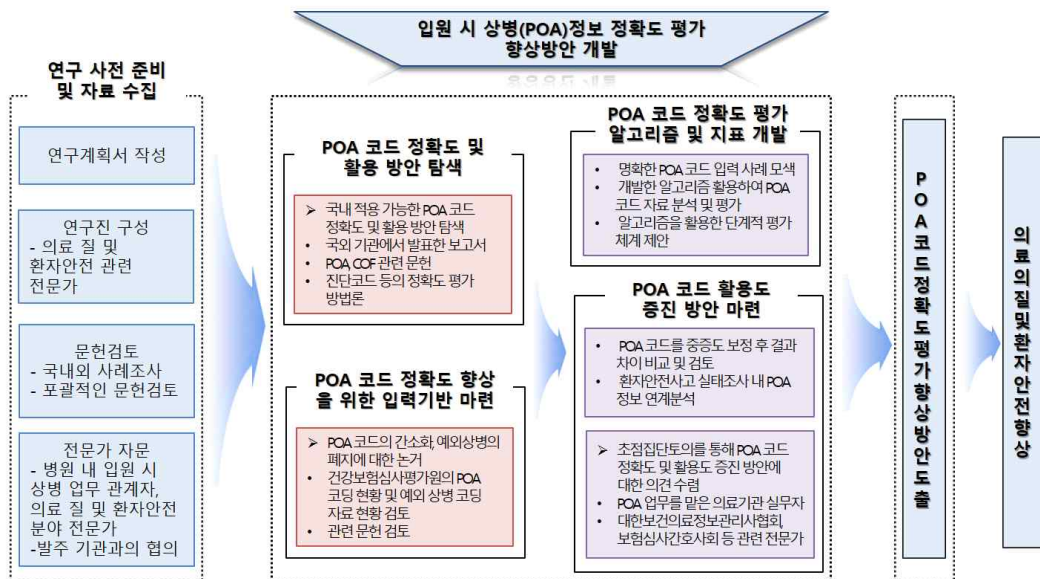 입원 시 상병(POA)정보 정확도 평가
향상방안 개발
연구 사전 준비
및 자료 수집
연구계획서 작성
연구진 구성
- 의료 질 및
환자안전 관련
전문가
문헌검토
- 국내외 사례조사
- 포괄적인 문헌검토
전문가 자문
- 병원 내 입원 시
상병 업무 관계자,
의료 질 및 환자안전
분야 전문가
-발주 기관과의 협의
POA 코드 정확도 및
활용 방안 탐색
➢ 국내 적용 가능한 POA 코드
정확도 및 활용 방안 탐색
• 국외 기관에서 발표한 보고서
• POA, COF 관련 문헌
• 진단코드 등의 정확도 평가
방법론
POA 코드 정확도 향상
을 위한 입력기반 마련
➢ POA 코드의 간소화, 예외상병의
폐지에 대한 논거
• 건강보험심사평가원의 POA
코딩 현황 및 예외 상병 코딩
자료 현황 검토
• 관련 문헌 검토
POA 코드 정확도 평가
알고리즘 및 지표 개발
• 명확한 POA 코드 입력 사례 모색
• 개발한 알고리즘 활용하여 POA
코드 자료 분석 및 평가
• 알고리즘을 활용한 단계적 평가
체계 제안
POA 코드 활용도
증진 방안 마련
• POA 코드를 중증도 보정 후 결과
차이 비교 및 검토
• 환자안전사고 실태조사 내 POA
정보 연계분석
➢ 초점집단토의를 통해 POA 코드
정확도 및 활용도 증진 방안에
대한 의견 수렴
• POA 업무를 맡은 의료기관 실무자
• 대한보건의료정보관리사협회,
보험심사간호사회 등 관련 전문가
POA코드정확도평가향상방안도출
의료의질및환자안전향상